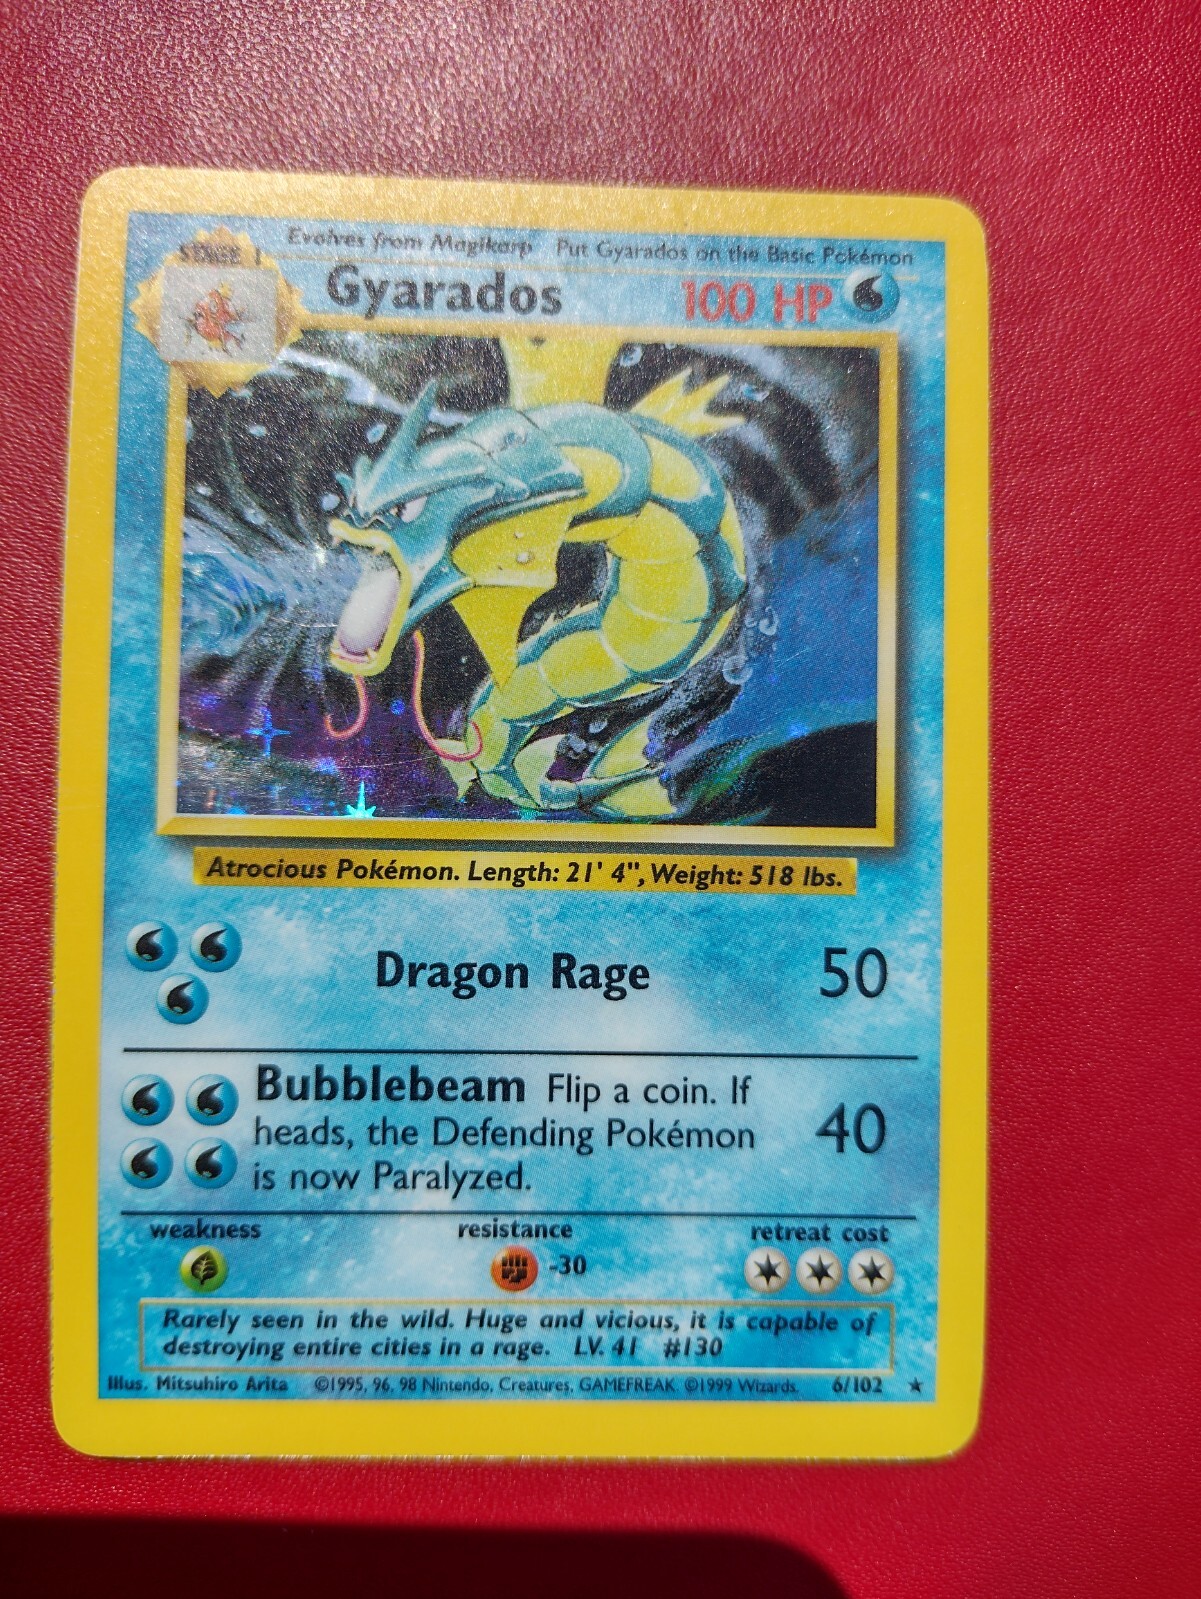 Evolves from Magikarp Put Gyarados on the Basic Pokémon
STAGE 1
Gyarados 100 HP
Atrocious Pokémon. Length: 21' 4", Weight: 518 lbs.
Dragon Rage 50
Bubblebeam Flip a coin. If
heads, the Defending Pokémon 40
is now Paralyzed.
weakness resistance retreat cost
-30
Rarely seen in the wild. Huge and vicious, it is capable of
destroying entire cities in a rage. LV. 41 #130
Illus. Mitsuhiro Arita ©1995, 96, 98 Nintendo, Creatures, GAMEFREAK. ©1999 Wizards. 6/102 ★